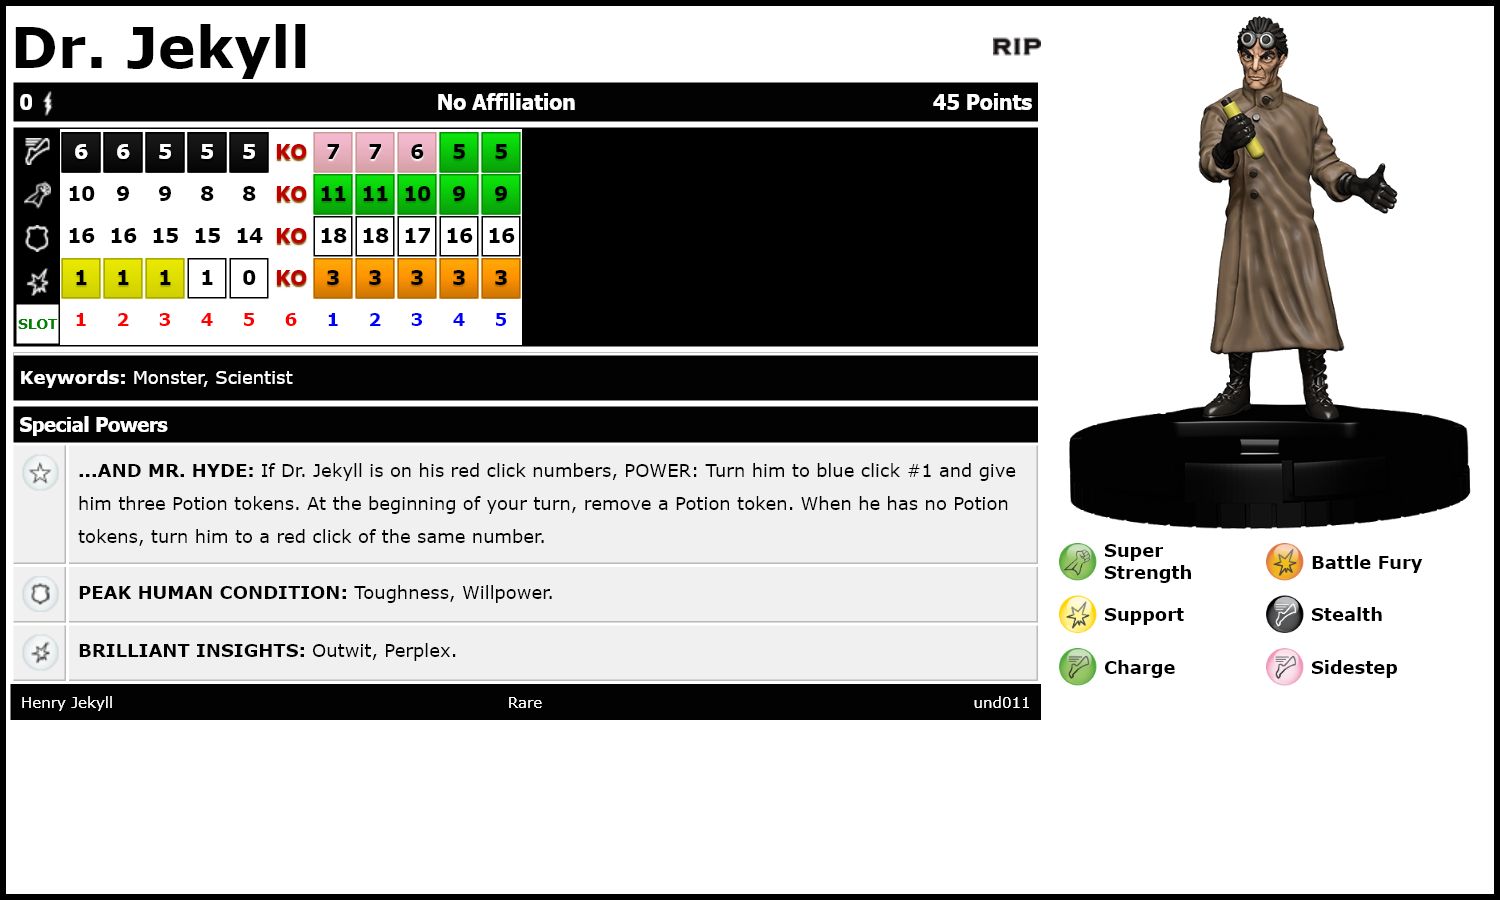 Dr. Jekyll
RIP
0 No Affiliation 45 Points
6 6 5 5 5 KO 7 7 6 5 5
10 9 9 8 8 KO 11 11 10 9 9
16 16 15 15 14 KO 18 18 17 16 16
1 1 1 1 0 KO 3 3 3 3 3
SLOT 1 2 3 4 5 6 1 2 3 4 5
Keywords: Monster, Scientist
Special Powers
...AND MR. HYDE: If Dr. Jekyll is on his red click numbers, POWER: Turn him to blue click #1 and give
him three Potion tokens. At the beginning of your turn, remove a Potion token. When he has no Potion
tokens, turn him to a red click of the same number.
PEAK HUMAN CONDITION: Toughness, Willpower.
BRILLIANT INSIGHTS: Outwit, Perplex.
Henry Jekyll Rare und011
Super
Strength
Battle Fury
Support
Stealth
Charge
Sidestep